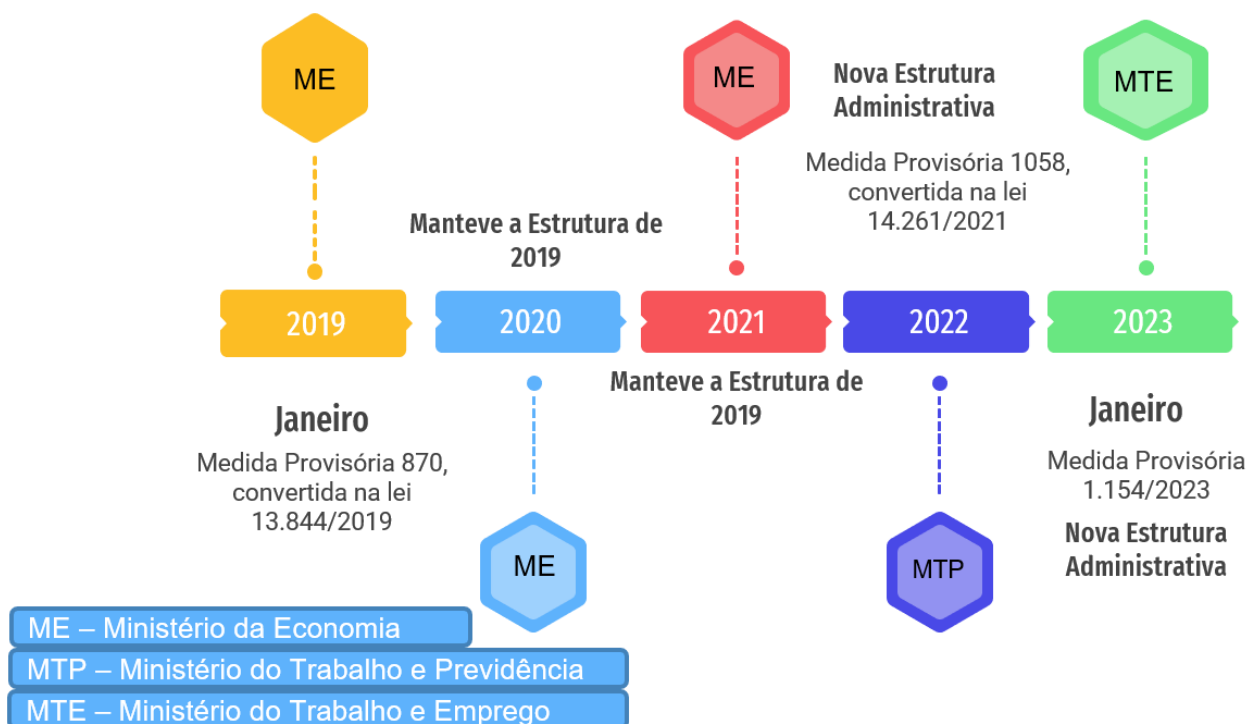 ME
2019
Janeiro
Medida Provisória 870,
convertida na lei
13.844/2019
Manteve a Estrutura de
2019
2020
ME
ME
2021
Manteve a Estrutura de
2019
Nova Estrutura
Administrativa
Medida Provisória 1058,
convertida na lei
14.261/2021
2022
MTP
MTE
2023
Janeiro
Medida Provisória
1.154/2023
Nova Estrutura
Administrativa
ME – Ministério da Economia
MTP – Ministério do Trabalho e Previdência
MTE – Ministério do Trabalho e Emprego